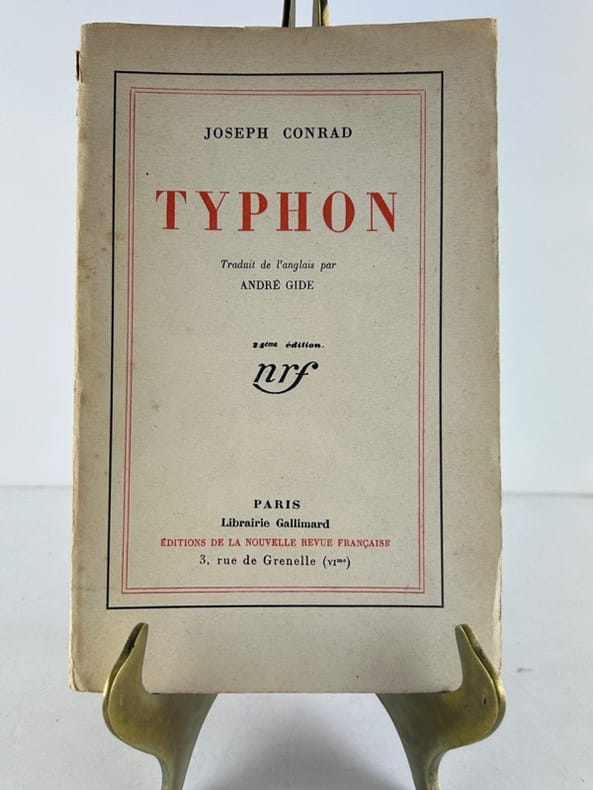 JOSEPH CONRAD
TYPHON
Traduit de l'anglais par
ANDRÉ GIDE
24ème édition.
nrf
PARIS
Librairie Gallimard
ÉDITIONS DE LA NOUVELLE REVUE FRANÇAISE
3, rue de Grenelle (VIme)